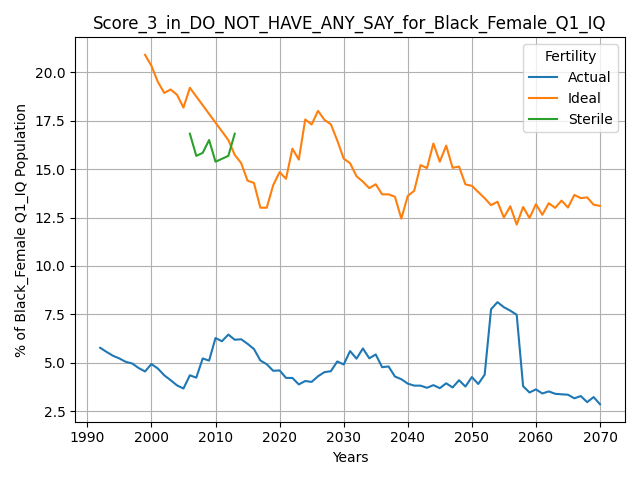 Score_3_in_DO_NOT_HAVE_ANY_SAY_for_Black_Female_Q1_IQ
Fertility
Actual
Ideal
Sterile
% of Black_Female Q1_IQ Population
20.0
17.5
15.0
12.5
10.0
7.5
5.0
2.5
1990 2000 2010 2020 2030 2040 2050 2060 2070
Years